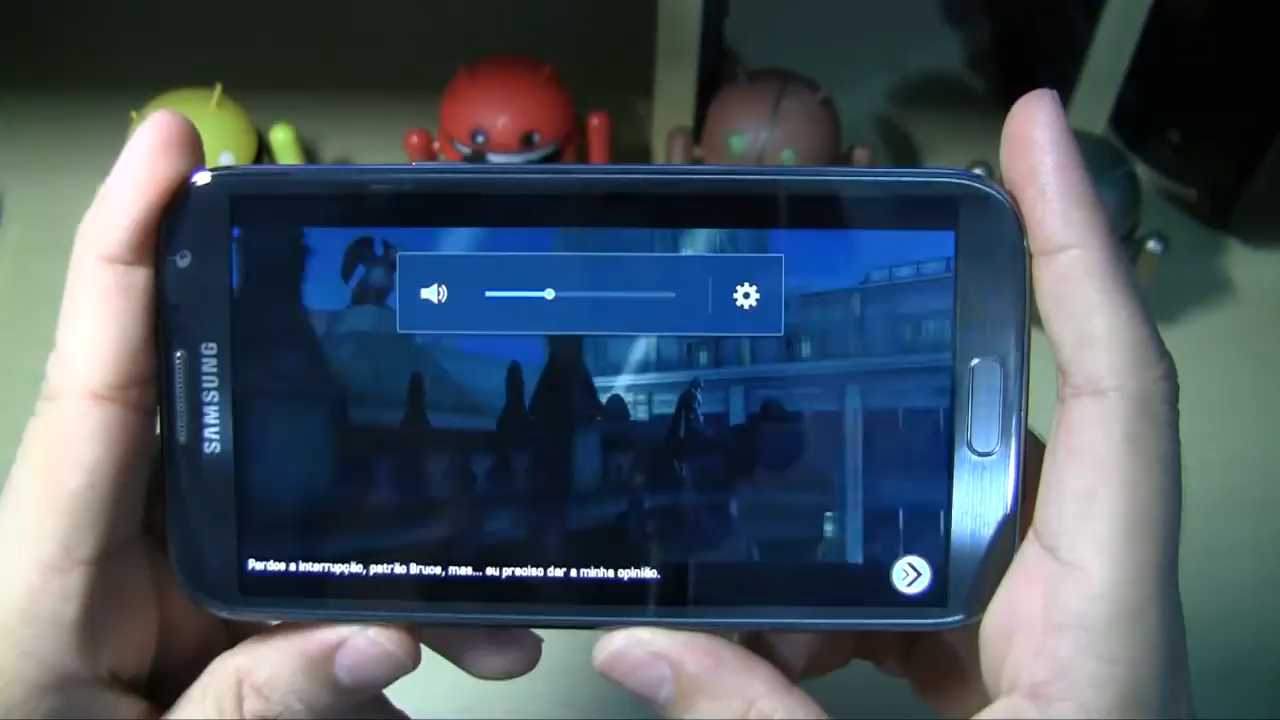 SAMSUNG
Perdoe a interrupção, patrão Bruce, mas... eu preciso dar a minha opinião.